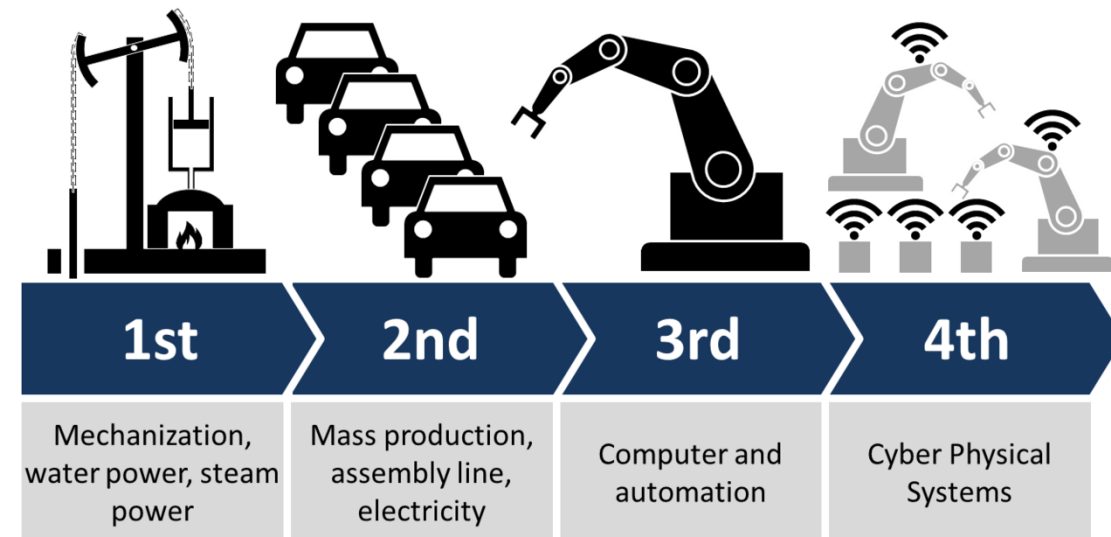 1st
2nd
3rd
4th
Mechanization,
water power, steam
power
Mass production,
assembly line,
electricity
Computer and
automation
Cyber Physical
Systems